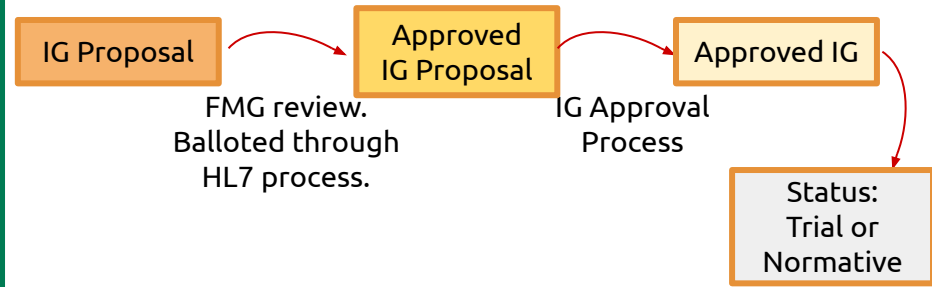 IG Proposal
Approved
IG Proposal
Approved IG
FMG review.
Balloted through
HL7 process.
IG Approval
Process
Status:
Trial or
Normative